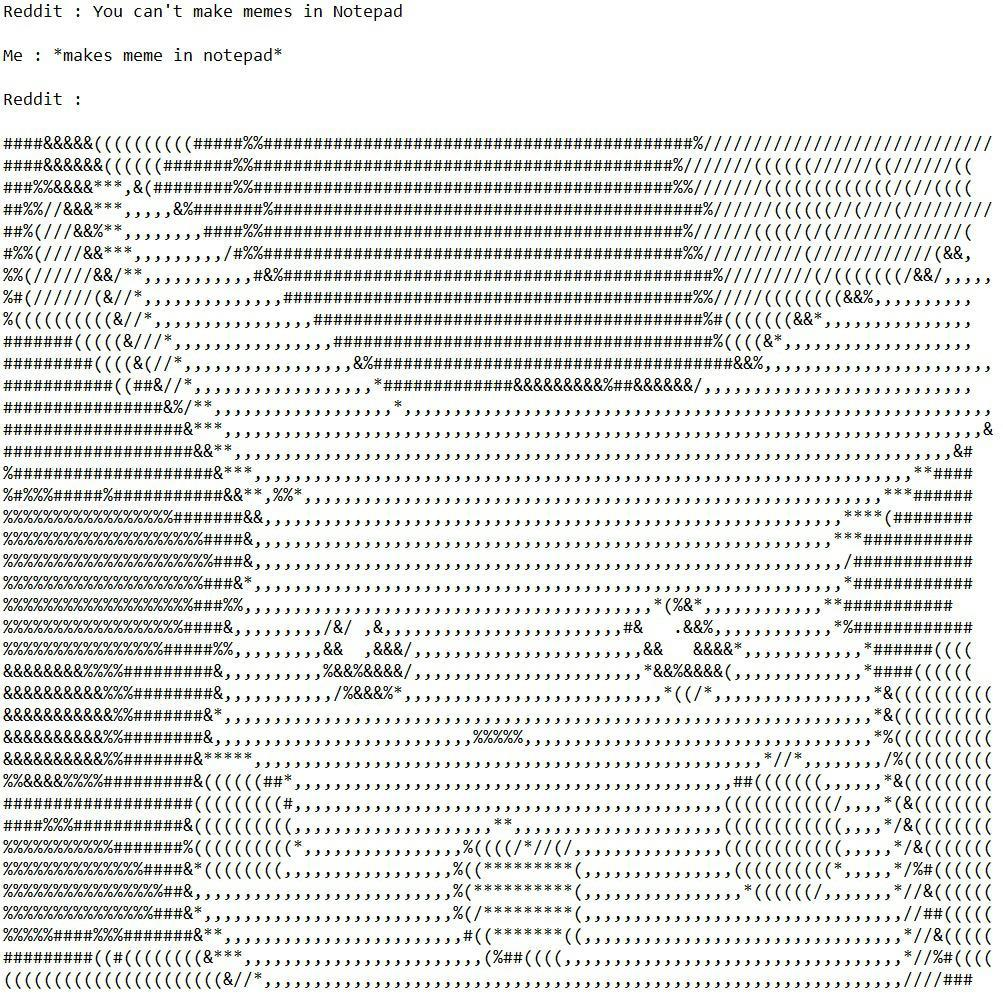 Reddit : You can't make memes in Notepad
Me : *makes meme in notepad*
Reddit :